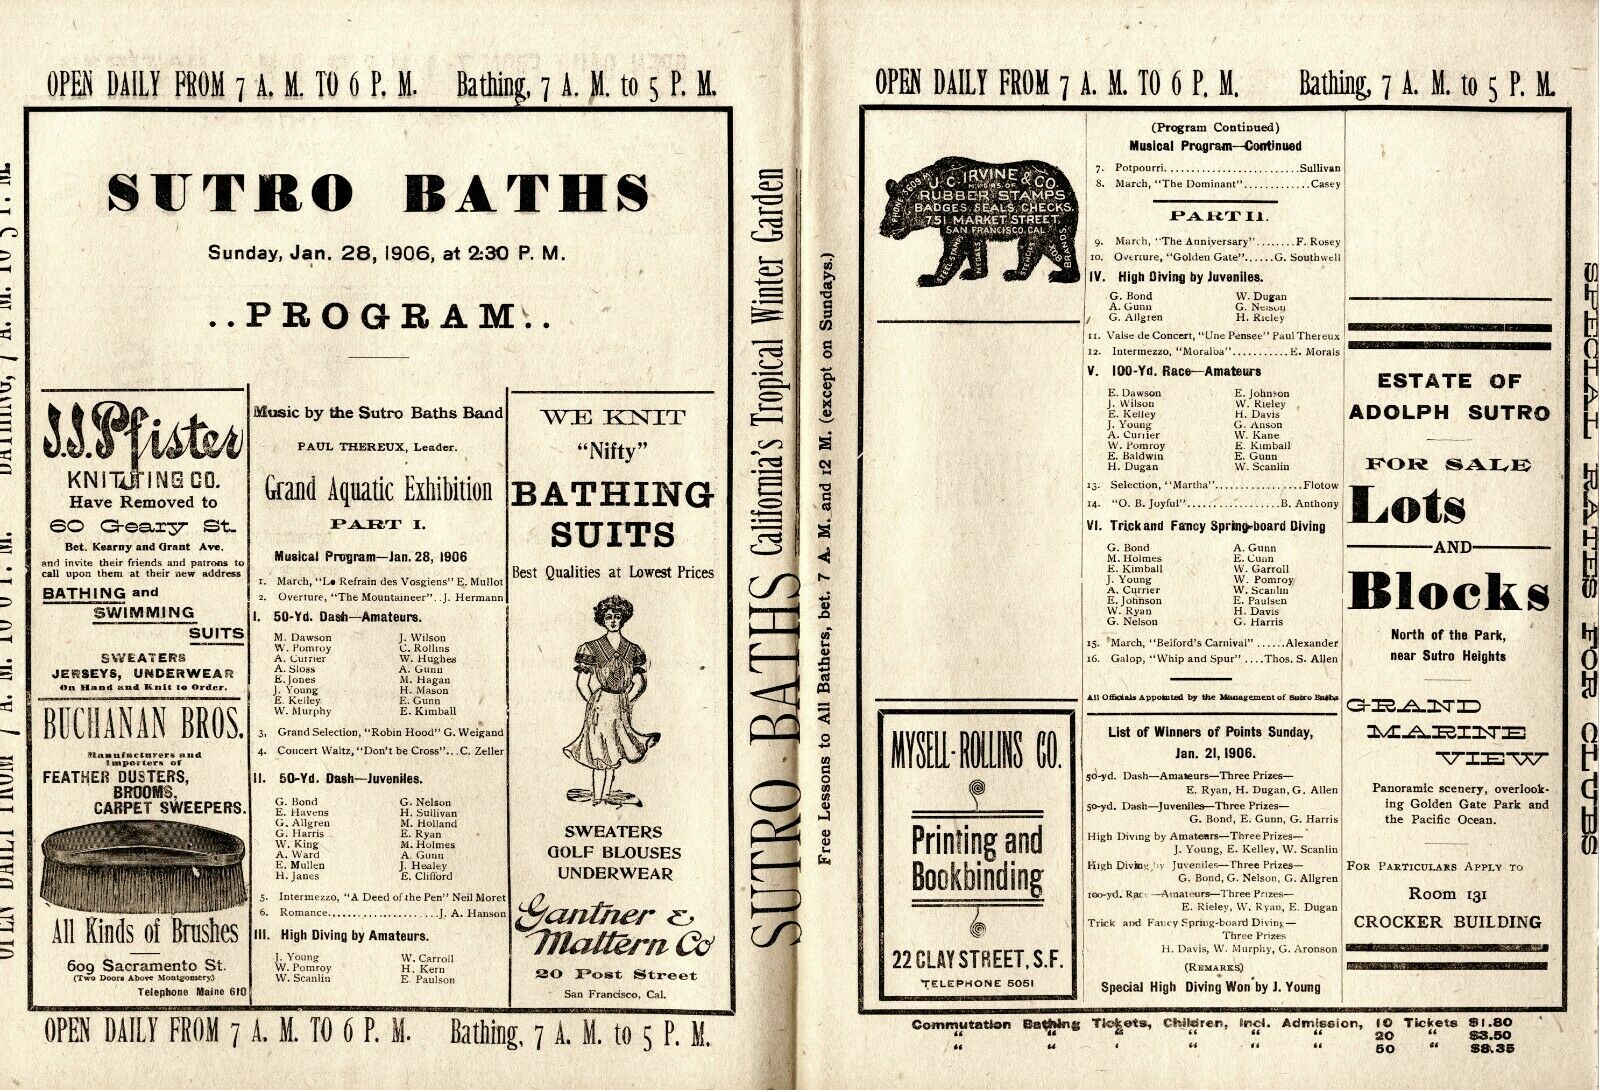 OPEN DAILY FROM 7 A. M. TO 6 P. M. Bathing, 7 A. M. to 5 P. M.
SUTRO BATHS
Sunday, Jan. 28, 1906, at 2:30 P. M.
..PROGRAM..
J.J. Pfister
KNITTING CO.
Have Removed to
60 Geary St.
Bet. Kearny and Grant Ave.
and invite their friends and patrons to
call upon them at their new address
BATHING and
SWIMMING
SUITS
SWEATERS
JERSEYS, UNDERWEAR
On Hand and Knit to Order.
BUCHANAN BROS.
Manufacturers and
Importers of
FEATHER DUSTERS,
BROOMS,
CARPET SWEEPERS.
All Kinds of Brushes
609 Sacramento St.
(Two Doors Above Montgomery)
Telephone Maine 610
Music by the Sutro Baths Band
PAUL THEREUX, Leader.
Grand Aquatic Exhibition
PART I.
Musical Program—Jan. 28, 1906
1. March, "Le Refrain des Vosgiens" E. Mullot
2. Overture, "The Mountaineer"..J. Hermann
I. 50-Yd. Dash—Amateurs.
M. Dawson J. Wilson
W. Pomroy C. Rollins
A. Currier W. Hughes
A. Sloss A. Gunn
E. Jones M. Hagan
J. Young H. Mason
E. Kelley E. Gunn
W. Murphy E. Kimball
3, Grand Selection, "Robin Hood" G. Weigand
4. Concert Waltz, "Don't be Cross"...C. Zeller
II. 50-Yd. Dash—Juveniles.
G. Bond G. Nelson
E. Havens H. Sullivan
G. Allgren M. Holland
G. Harris E. Ryan
W. King M. Holmes
A. Ward A. Gunn
E. Mullen J. Healey
H. Janes E. Clifford
5. Intermezzo, "A Deed of the Pen" Neil Moret
6. Romance......................J. A. Hanson
III. High Diving by Amateurs.
J. Young W. Carroll
W. Pomroy H. Kern
W. Scanlin E. Paulson
WE KNIT
"Nifty"
BATHING
SUITS
Best Qualities at Lowest Prices
SWEATERS
GOLF BLOUSES
UNDERWEAR
Gantner & Mattern Co
20 Post Street
San Francisco, Cal.
OPEN DAILY FROM 7 A. M. TO 6 P. M. Bathing, 7 A. M. to 5 P. M.
OPEN DAILY FROM 7 A. M. TO 6 P. M. BATHING, 7 A. M. TO 5 P. M.
SUTRO BATHS California's Tropical Winter Garden
Free Lessons to All Bathers, bet. 7 A. M. and 12 M. (except on Sundays.)
OPEN DAILY FROM 7 A. M. TO 6 P. M. Bathing, 7 A. M. to 5 P. M.
J. C. IRVINE & CO.
M'F'RS. OF
RUBBER STAMPS
BADGES, SEALS, CHECKS.
751 MARKET STREET,
SAN FRANCISCO, CAL.
STEEL STAMPS
MEDALS
STENCILS
BOX BRANDS
MYSELL-ROLLINS CO.
Printing and
Bookbinding
22 CLAY STREET, S.F.
TELEPHONE 5051
(Program Continued)
Musical Program—Continued
7. Potpourri..........................Sullivan
8. March, "The Dominant"............Casey
PART II.
9. March, "The Anniversary"........F. Rosey
10. Overture, "Golden Gate"......G. Southwell
IV. High Diving by Juveniles.
G. Bond W. Dugan
A. Gunn G. Nelson
G. Allgren H. Rieley
11. Valse de Concert, "Une Pensee" Paul Thereux
12. Intermezzo, "Moralba"...........E. Morais
V. 100-Yd. Race—Amateurs
E. Dawson E. Johnson
J. Wilson W. Rieley
E. Kelley H. Davis
J. Young G. Anson
A. Currier W. Kane
W. Pomroy E. Kimball
E. Baldwin E. Gunn
H. Dugan W. Scanlin
13. Selection, "Martha"................Flotow
14. "O. B. Joyful".................B. Anthony
VI. Trick and Fancy Spring-board Diving
G. Bond A. Gunn
M. Holmes E. Cunn
E. Kimball W. Garroll
J. Young W. Pomroy
A. Currier W. Scanlin
E. Johnson E. Paulsen
W. Ryan H. Davis
G. Nelson G. Harris
15. March, "Belford's Carnival" ......Alexander
16. Galop, "Whip and Spur" ....Thos. S. Allen
All Officials Appointed by the Management of Sutro Baths
List of Winners of Points Sunday,
Jan. 21, 1906.
50-yd. Dash—Amateurs—Three Prizes—
E. Ryan, H. Dugan, G. Allen
50-yd. Dash—Juveniles—Three Prizes—
G. Bond, E. Gunn, G. Harris
High Diving by Amateurs—Three Prizes—
J. Young, E. Kelley, W. Scanlin
High Diving by Juveniles—Three Prizes—
G. Bond, G. Nelson, G. Allgren
100-yd. Race—Amateurs—Three Prizes—
E. Rieley, W. Ryan, E. Dugan
Trick and Fancy Spring-board Diving—
Three Prizes
H. Davis, W. Murphy, G. Aronson
(REMARKS)
Special High Diving Won by J. Young
ESTATE OF
ADOLPH SUTRO
FOR SALE
Lots
AND
Blocks
North of the Park,
near Sutro Heights
GRAND
MARINE
VIEW
Panoramic scenery, overlook-
ing Golden Gate Park and
the Pacific Ocean.
FOR PARTICULARS APPLY TO
Room 131
CROCKER BUILDING
SPECIAL RATES FOR CLUBS
Commutation Bathing Tickets, Children, Incl. Admission, 10 Tickets $1.80
" " " " " " 20 " $3.50
" " " " " " 50 " $8.35